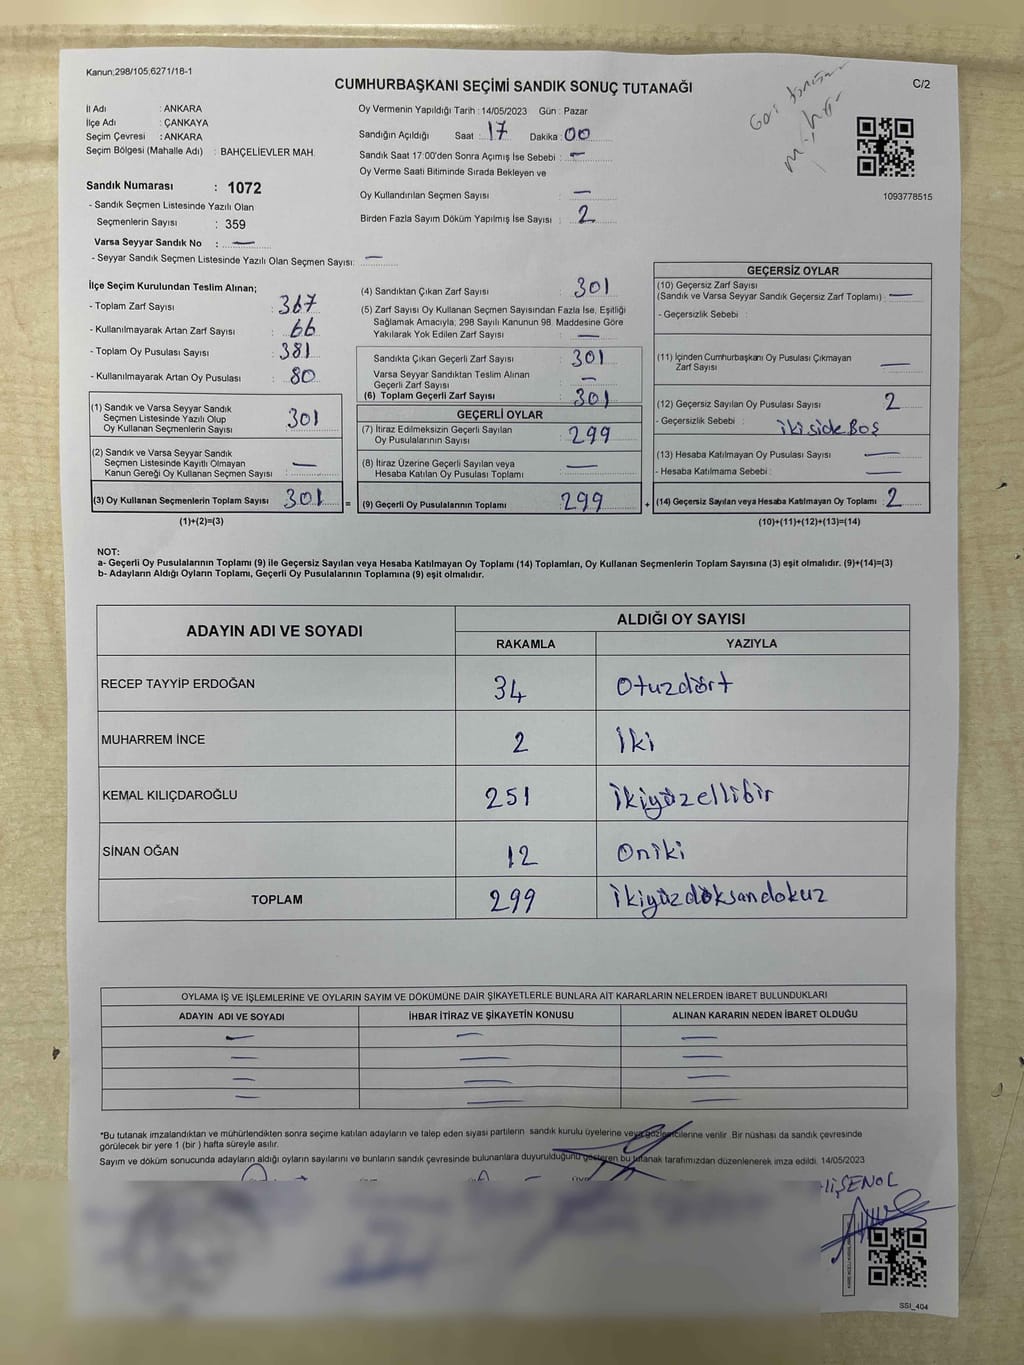 Kanun;298/105,6271/18-1
CUMHURBAŞKANI SEÇİMİ SANDIK SONUÇ TUTANAĞI
C/2
İl Adı : ANKARA
İlçe Adı : ÇANKAYA
Seçim Çevresi : ANKARA
Seçim Bölgesi (Mahalle Adı) : BAHÇELİEVLER MAH.
Sandık Numarası : 1072
- Sandık Seçmen Listesinde Yazılı Olan
Seçmenlerin Sayısı : 359
Varsa Seyyar Sandık No : —
- Seyyar Sandık Seçmen Listesinde Yazılı Olan Seçmen Sayısı: —
Oy Vermenin Yapıldığı Tarih : 14/05/2023 Gün : Pazar
Sandığın Açıldığı Saat : 17 Dakika : 00
Sandık Saat 17:00'den Sonra Açımış İse Sebebi : —
Oy Verme Saati Bitiminde Sırada Bekleyen ve
Oy Kullandırılan Seçmen Sayısı —
Birden Fazla Sayım Döküm Yapılmış İse Sayısı : 2
1093778515
İlçe Seçim Kurulundan Teslim Alınan;
- Toplam Zarf Sayısı : 367
- Kullanılmayarak Artan Zarf Sayısı : 66
- Toplam Oy Pusulası Sayısı : 381
- Kullanılmayarak Artan Oy Pusulası : 80
(1) Sandık ve Varsa Seyyar Sandık
Seçmen Listesinde Yazılı Olup
Oy Kullanan Seçmenlerin Sayısı : 301
(2) Sandık ve Varsa Seyyar Sandık
Seçmen Listesinde Kayıtlı Olmayan
Kanun Gereği Oy Kullanan Seçmen Sayısı : —
(3) Oy Kullanan Seçmenlerin Toplam Sayısı 301 =
(1)+(2)=(3)
(4) Sandıktan Çıkan Zarf Sayısı : 301
(5) Zarf Sayısı Oy Kullanan Seçmen Sayısından Fazla İse, Eşitliği
Sağlamak Amacıyla; 298 Sayılı Kanunun 98. Maddesine Göre
Yakılarak Yok Edilen Zarf Sayısı : —
Sandıkta Çıkan Geçerli Zarf Sayısı : 301
Varsa Seyyar Sandıktan Teslim Alınan
Geçerli Zarf Sayısı : —
(6) Toplam Geçerli Zarf Sayısı : 301
GEÇERLİ OYLAR
(7) İtiraz Edilmeksizin Geçerli Sayılan
Oy Pusulalarının Sayısı : 299
(8) İtiraz Üzerine Geçerli Sayılan veya
Hesaba Katılan Oy Pusulası Toplamı : —
(9) Geçerli Oy Pusulalarının Toplamı : 299 +
GEÇERSİZ OYLAR
(10) Geçersiz Zarf Sayısı
(Sandık ve Varsa Seyyar Sandık Geçersiz Zarf Toplamı) : —
- Geçersizlik Sebebi :
(11) İçinden Cumhurbaşkanı Oy Pusulası Çıkmayan
Zarf Sayısı : —
(12) Geçersiz Sayılan Oy Pusulası Sayısı : 2
- Geçersizlik Sebebi : ikiside Boş
(13) Hesaba Katılmayan Oy Pusulası Sayısı : —
- Hesaba Katılmama Sebebi : —
(14) Geçersiz Sayılan veya Hesaba Katılmayan Oy Toplamı : 2
(10)+(11)+(12)+(13)=(14)
NOT:
a- Geçerli Oy Pusulalarının Toplamı (9) ile Geçersiz Sayılan veya Hesaba Katılmayan Oy Toplamı (14) Toplamları, Oy Kullanan Seçmenlerin Toplam Sayısına (3) eşit olmalıdır. (9)+(14)=(3)
b- Adayların Aldığı Oyların Toplamı, Geçerli Oy Pusulalarının Toplamına (9) eşit olmalıdır.
ADAYIN ADI VE SOYADI ALDIĞI OY SAYISI
RAKAMLA YAZIYLA
RECEP TAYYİP ERDOĞAN 34 Otuzdört
MUHARREM İNCE 2 İki
KEMAL KILIÇDAROĞLU 251 İkiyüzellibir
SİNAN OĞAN 12 Oniki
TOPLAM 299 İkiyüzdoksandokuz
OYLAMA İŞ VE İŞLEMLERİNE VE OYLARIN SAYIM VE DÖKÜMÜNE DAİR ŞİKAYETLERLE BUNLARA AİT KARARLARIN NELERDEN İBARET BULUNDUKLARI
ADAYIN ADI VE SOYADI İHBAR İTİRAZ VE ŞİKAYETİN KONUSU ALINAN KARARIN NEDEN İBARET OLDUĞU
— — —
— — —
— — —
— — —
*Bu tutanak imzalandıktan ve mühürlendikten sonra seçime katılan adayların ve talep eden siyasi partilerin sandık kurulu üyelerine veya gözlemcilerine verilir. Bir nüshası da sandık çevresinde
görülecek bir yere 1 (bir ) hafta süreyle asılır.
Sayım ve döküm sonucunda adayların aldığı oyların sayılarını ve bunların sandık çevresinde bulunanlara duyurulduğunu gösteren bu tutanak tarafımızdan düzenlenerek imza edildi. 14/05/2023
ŞENOL
SSI_404